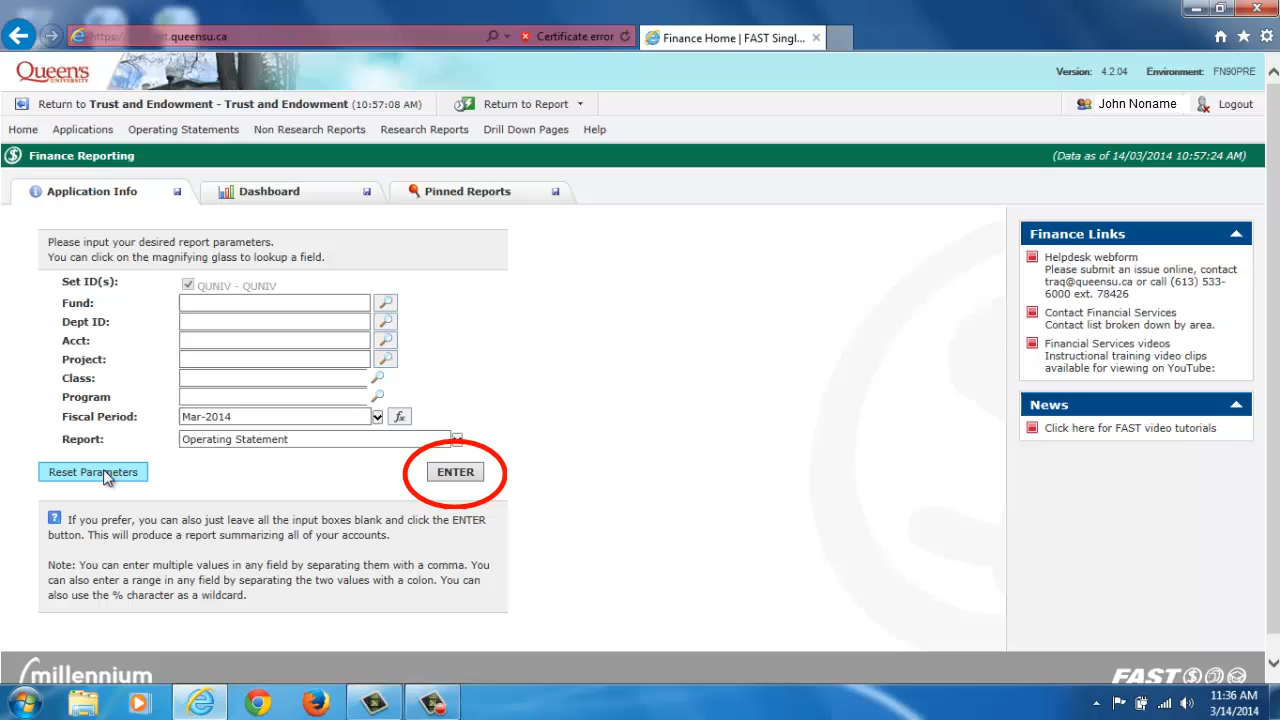 queensu.ca
Certificate error
Finance Home | FAST Singl...
Queen's
UNIVERSITY
Version: 4.2.04 Environment: FN90PRE
Return to Trust and Endowment - Trust and Endowment (10:57:08 AM)
Return to Report
John Noname
Logout
Home Applications Operating Statements Non Research Reports Research Reports Drill Down Pages Help
Finance Reporting
(Data as of 14/03/2014 10:57:24 AM)
Application Info
Dashboard
Pinned Reports
Please input your desired report parameters.
You can click on the magnifying glass to lookup a field.
Set ID(s): QUNIV - QUNIV
Fund:
Dept ID:
Acct:
Project:
Class:
Program
Fiscal Period: Mar-2014 fx
Report: Operating Statement
Reset Parameters
ENTER
? If you prefer, you can also just leave all the input boxes blank and click the ENTER
button. This will produce a report summarizing all of your accounts.
Note: You can enter multiple values in any field by separating them with a comma. You
can also enter a range in any field by separating the two values with a colon. You can
also use the % character as a wildcard.
Finance Links
Helpdesk webform
Please submit an issue online, contact
traq@queensu.ca or call (613) 533-
6000 ext. 78426
Contact Financial Services
Contact list broken down by area.
Financial Services videos
Instructional training video clips
available for viewing on YouTube:
News
Click here for FAST video tutorials
millennium
FAST
11:36 AM
3/14/2014